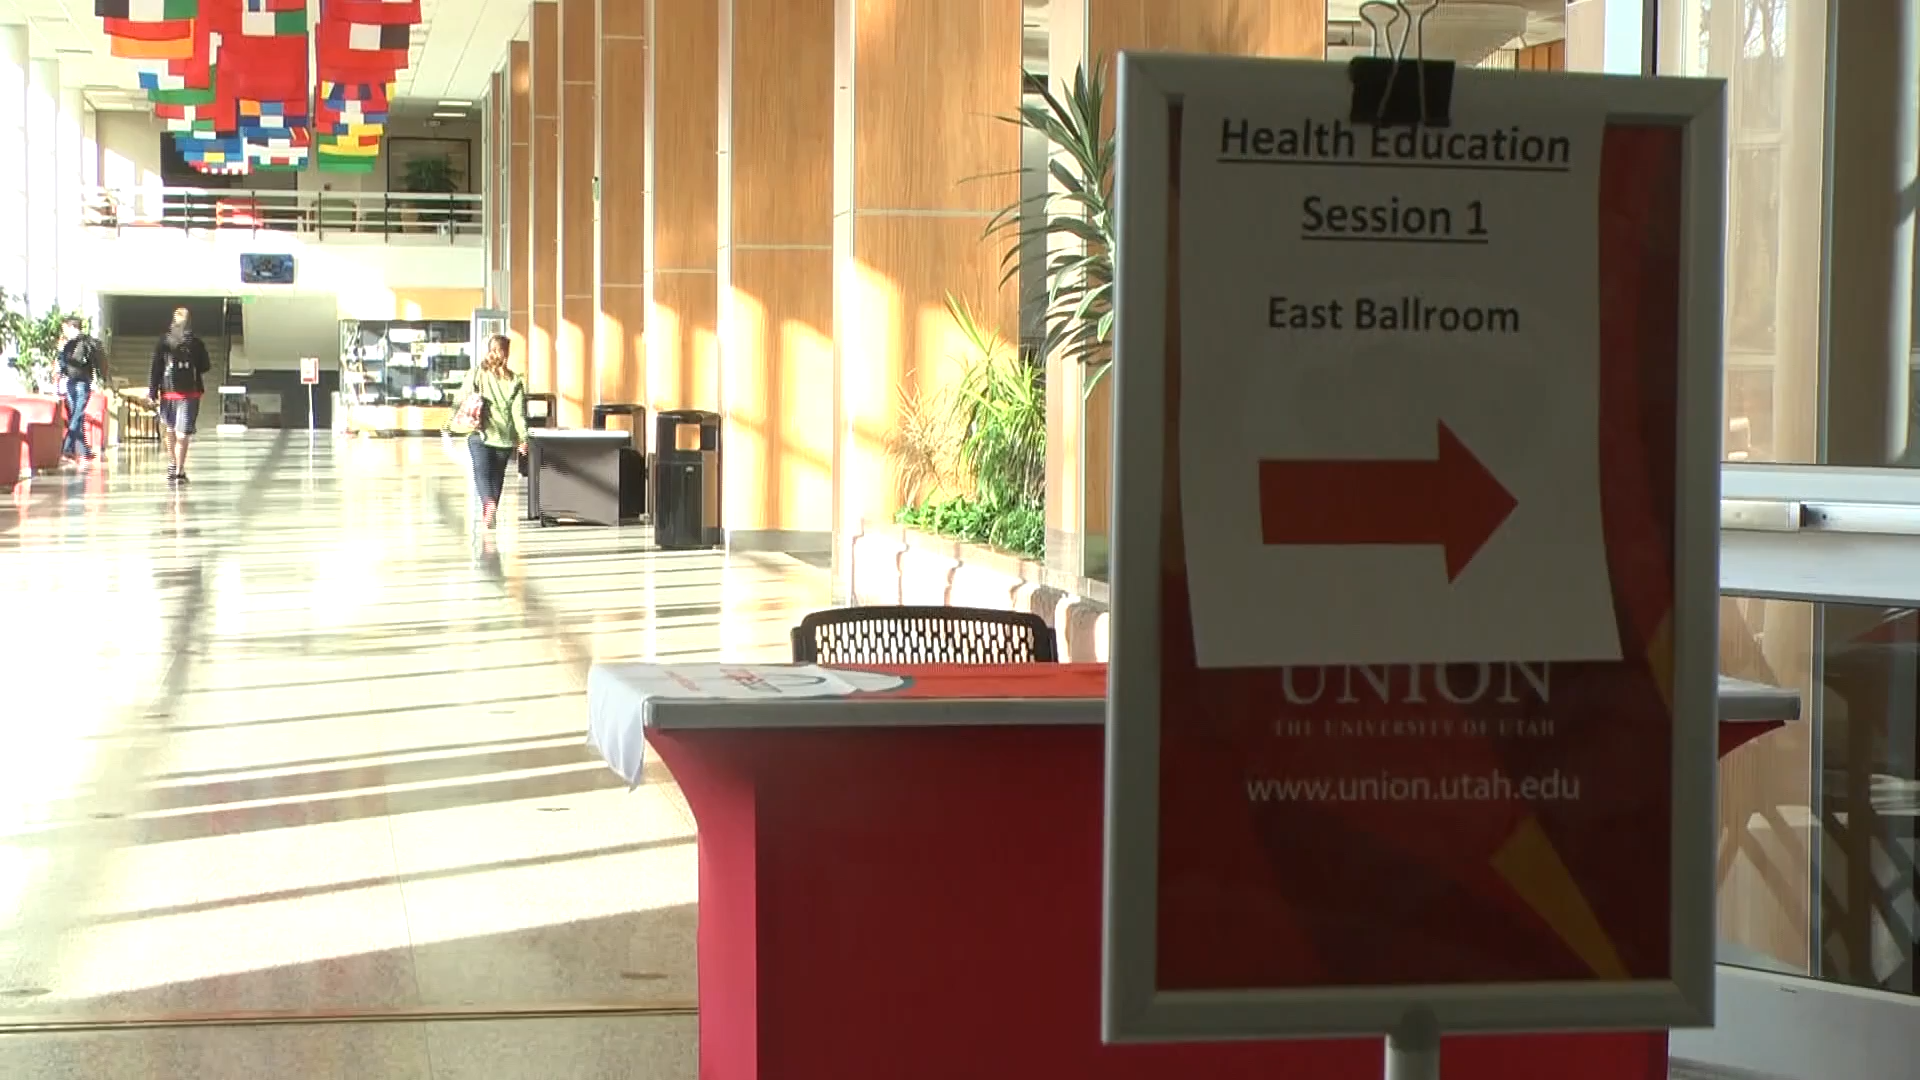 Health Education
Session 1
East Ballroom
UNION
THE UNIVERSITY OF UTAH
www.union.utah.edu